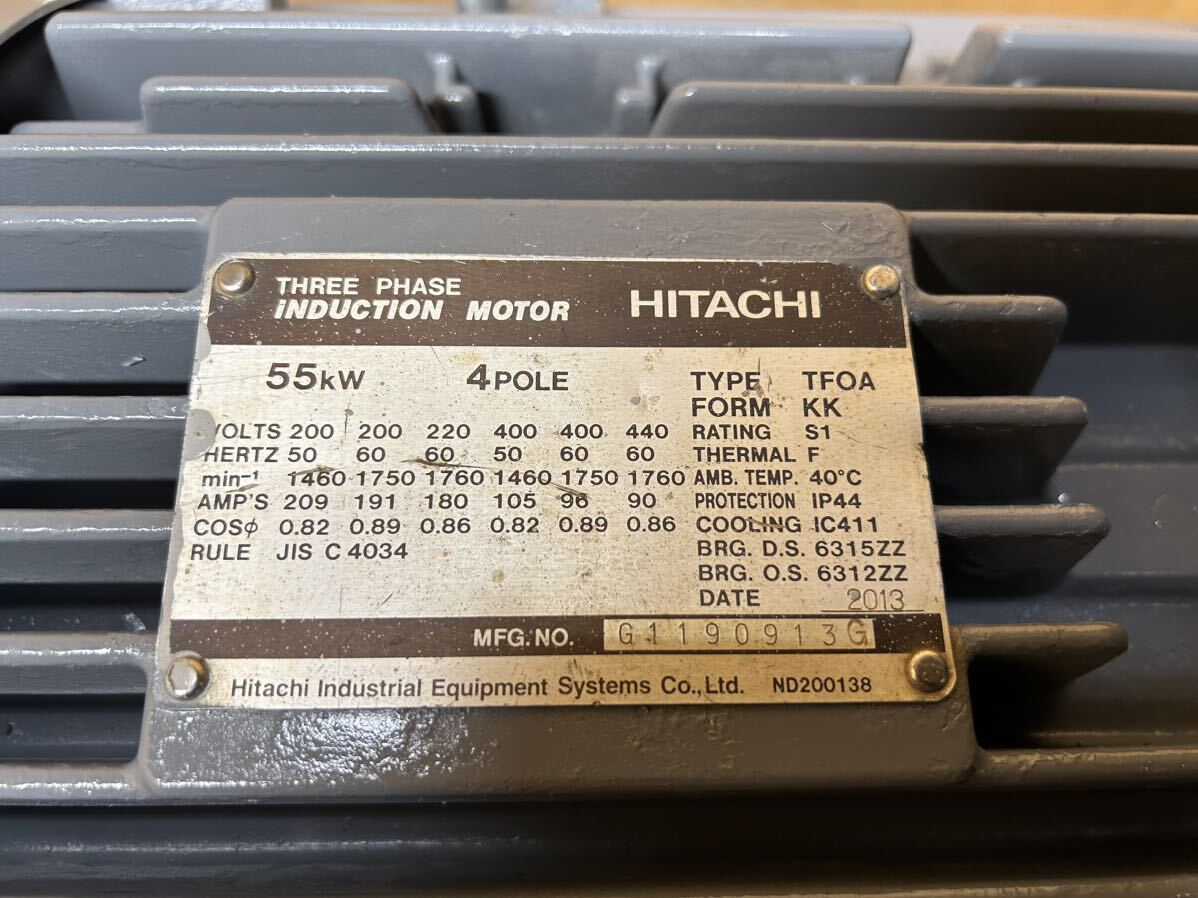 THREE PHASE
INDUCTION MOTOR HITACHI
55kW 4POLE TYPE TFOA
FORM KK
VOLTS 200 200 220 400 400 440 RATING S1
HERTZ 50 60 60 50 60 60 THERMAL F
min⁻¹ 1460 1750 1760 1460 1750 1760 AMB. TEMP. 40°C
AMP'S 209 191 180 105 96 90 PROTECTION IP44
COSϕ 0.82 0.89 0.86 0.82 0.89 0.86 COOLING IC411
RULE JIS C 4034 BRG. D.S. 6315ZZ
BRG. O.S. 6312ZZ
DATE 2013
MFG. NO. G1190913G
Hitachi Industrial Equipment Systems Co., Ltd. ND200138